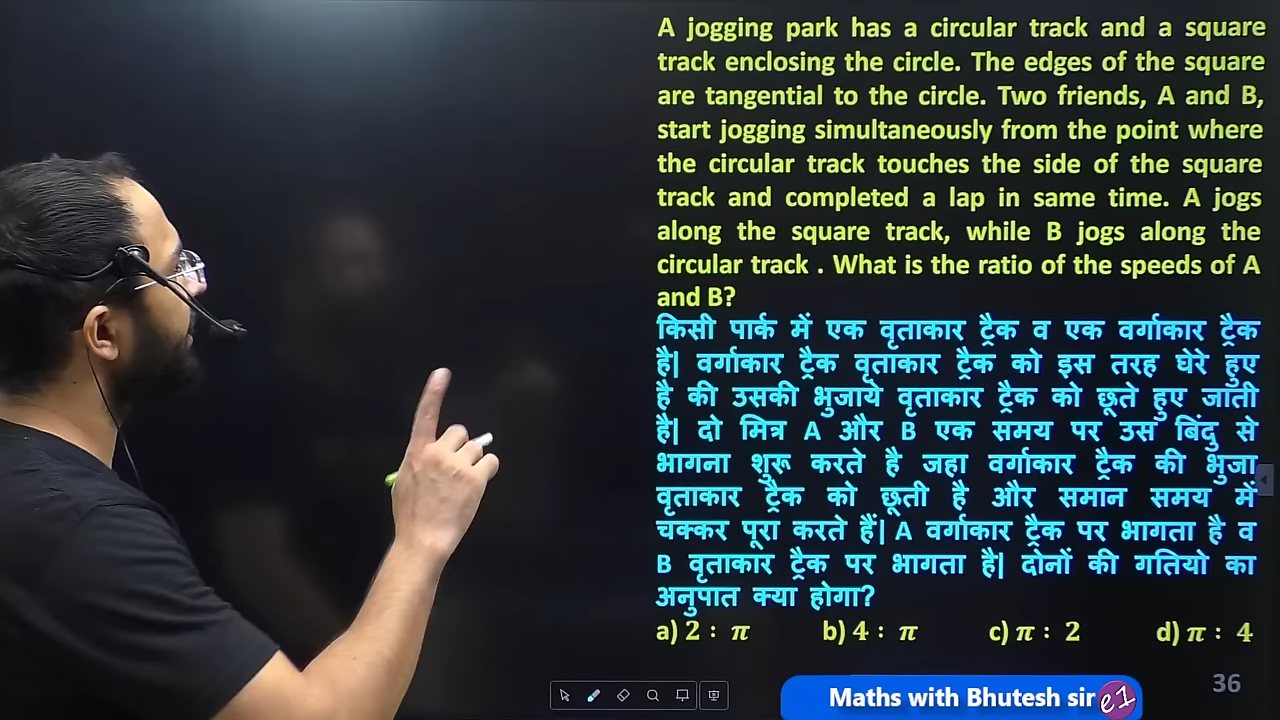 A jogging park has a circular track and a square
track enclosing the circle. The edges of the square
are tangential to the circle. Two friends, A and B,
start jogging simultaneously from the point where
the circular track touches the side of the square
track and completed a lap in same time. A jogs
along the square track, while B jogs along the
circular track . What is the ratio of the speeds of A
and B?
किसी पार्क में एक वृताकार ट्रैक व एक वर्गाकार ट्रैक
है| वर्गाकार ट्रैक वृताकार ट्रैक को इस तरह घेरे हुए
है की उसकी भुजाये वृताकार ट्रैक को छूते हुए जाती
है| दो मित्र A और B एक समय पर उस बिंदु से
भागना शुरू करते है जहा वर्गाकार ट्रैक की भुजा
वृताकार ट्रैक को छूती है और समान समय में
चक्कर पूरा करते हैं| A वर्गाकार ट्रैक पर भागता है व
B वृताकार ट्रैक पर भागता है| दोनों की गतियो का
अनुपात क्या होगा?
a) 2 : π b) 4 : π c) π : 2 d) π : 4
36
Maths with Bhutesh sir e1